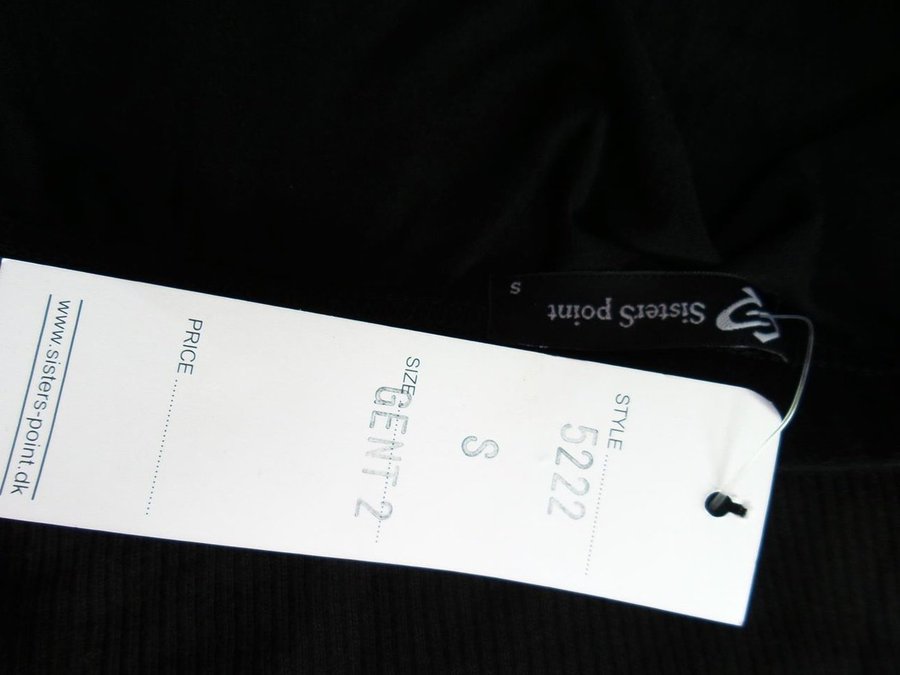 SisterS point
S
STYLE
5222
S
SIZE
GENT 2
PRICE
www.sisters-point.dk